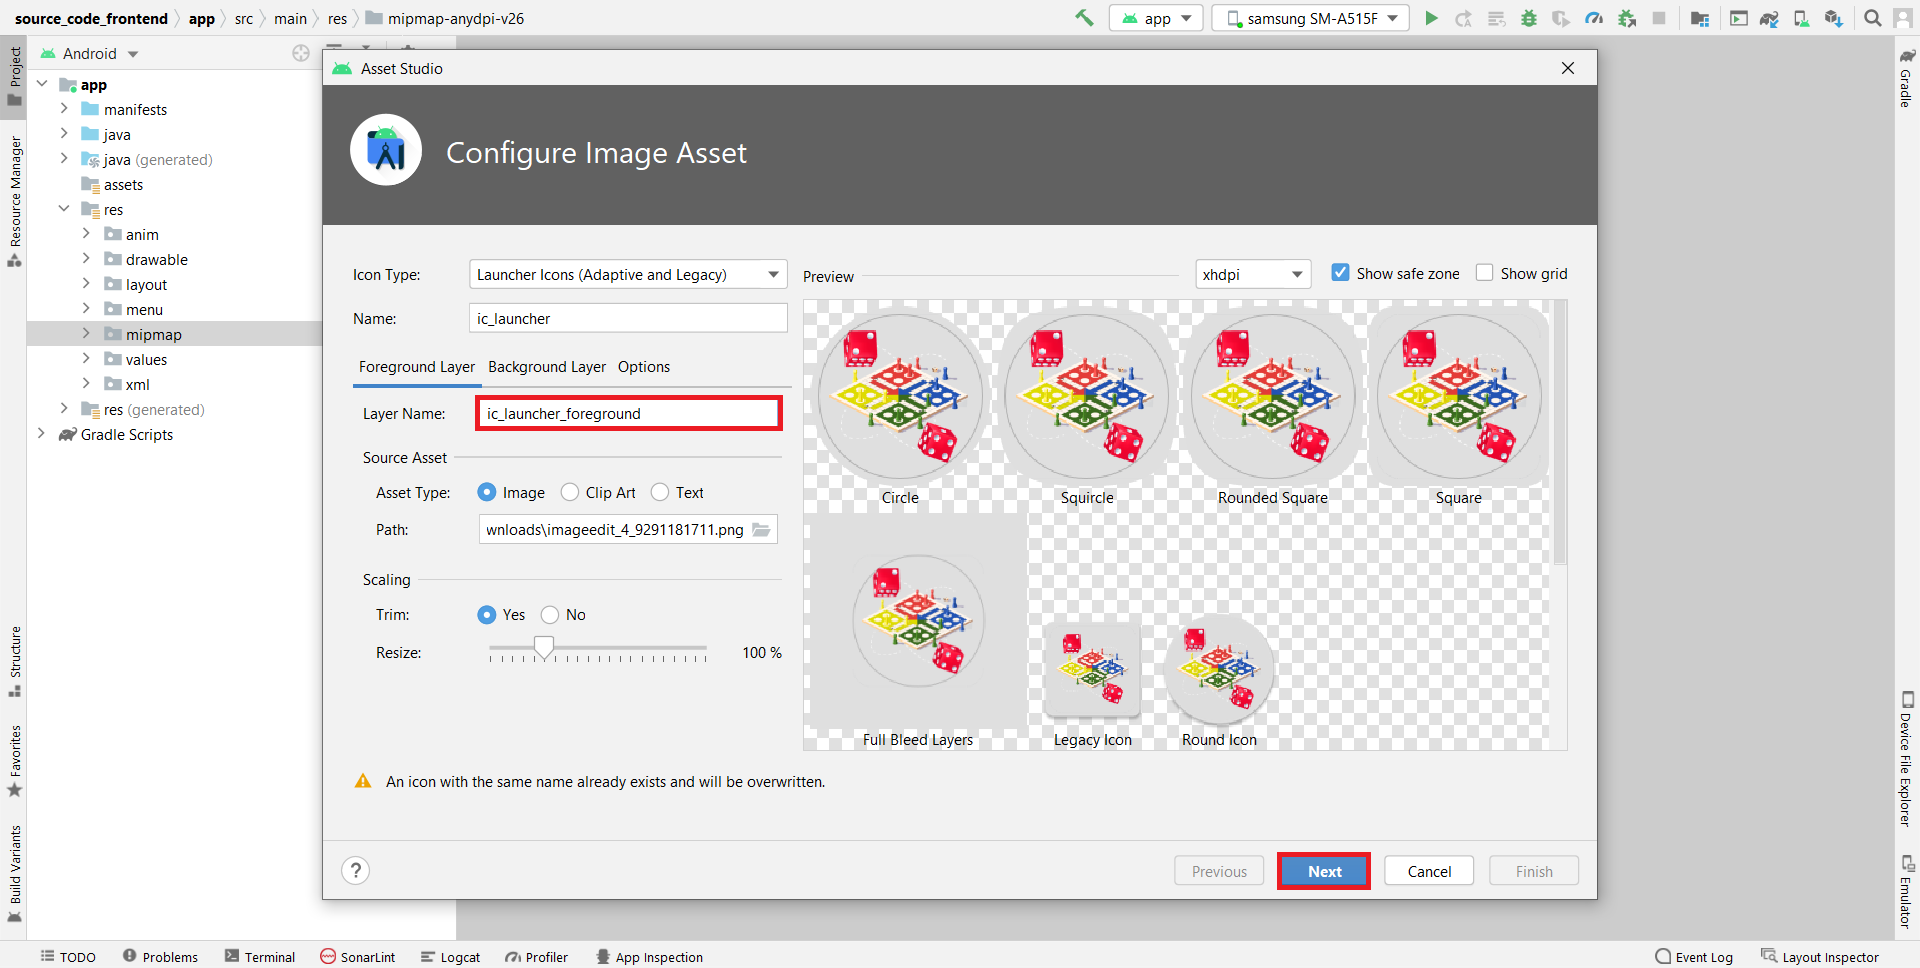 source_code_frontend app src main res mipmap-anydpi-v26
app samsung SM-A515F
Project
Resource Manager
Structure
Favorites
Build Variants
Android
app
manifests
java
java (generated)
assets
res
anim
drawable
layout
menu
mipmap
values
xml
res (generated)
Gradle Scripts
Asset Studio
Configure Image Asset
Icon Type: Launcher Icons (Adaptive and Legacy)
Name: ic_launcher
Foreground Layer Background Layer Options
Layer Name: ic_launcher_foreground
Source Asset
Asset Type: Image Clip Art Text
Path: wnloads\imageedit_4_9291181711.png
Scaling
Trim: Yes No
Resize: 100 %
Preview xhdpi Show safe zone Show grid
Circle Squircle Rounded Square Square
Full Bleed Layers Legacy Icon Round Icon
An icon with the same name already exists and will be overwritten.
? Previous Next Cancel Finish
Gradle
Device File Explorer
Emulator
TODO Problems Terminal SonarLint Logcat Profiler App Inspection Event Log Layout Inspector